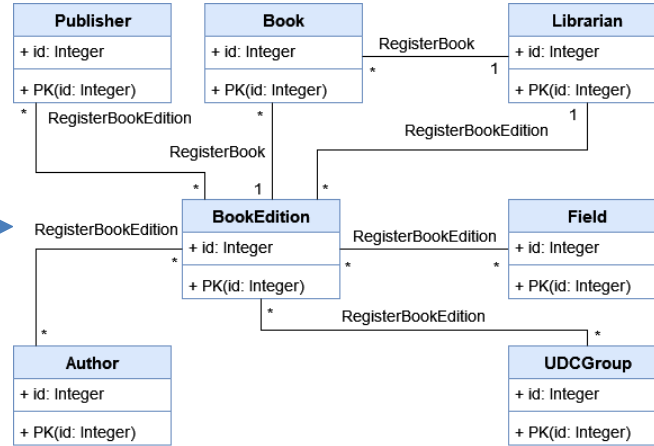 Publisher
+ id: Integer
+ PK(id: Integer)
Book
+ id: Integer
+ PK(id: Integer)
Librarian
+ id: Integer
+ PK(id: Integer)
RegisterBook
*
1
*
RegisterBookEdition
*
RegisterBook
1
RegisterBookEdition
1
*
*
BookEdition
+ id: Integer
+ PK(id: Integer)
Field
+ id: Integer
+ PK(id: Integer)
RegisterBookEdition
*
*
RegisterBookEdition
*
*
RegisterBookEdition
*
*
Author
+ id: Integer
+ PK(id: Integer)
UDCGroup
+ id: Integer
+ PK(id: Integer)